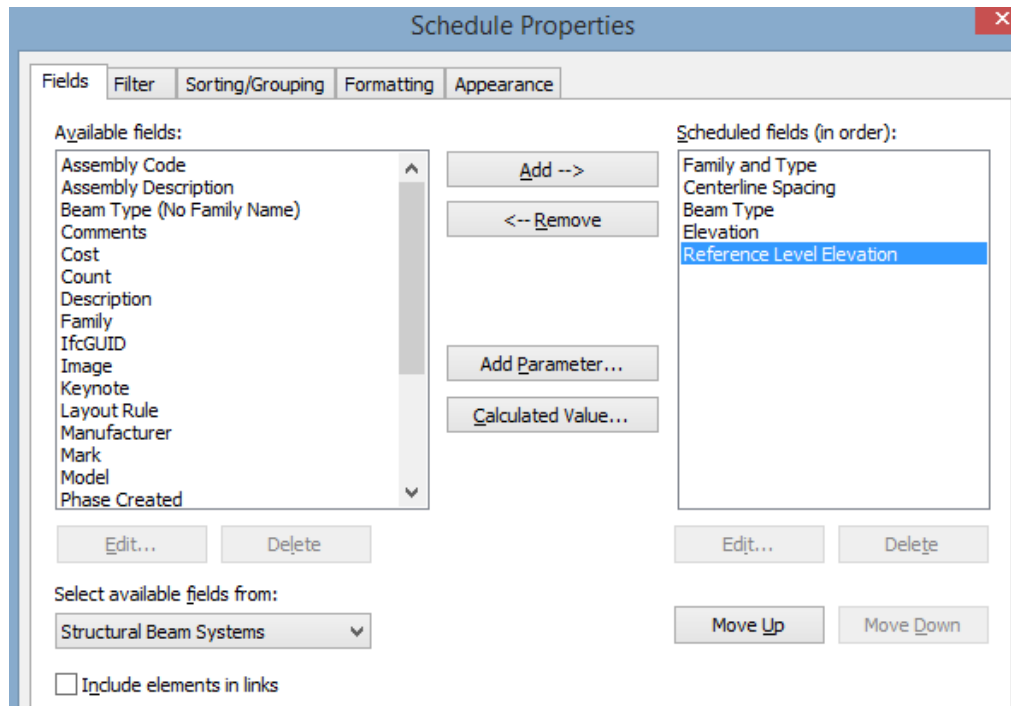 Schedule Properties
Fields Filter Sorting/Grouping Formatting Appearance
Available fields:
Assembly Code
Assembly Description
Beam Type (No Family Name)
Comments
Cost
Count
Description
Family
IfcGUID
Image
Keynote
Layout Rule
Manufacturer
Mark
Model
Phase Created
Edit... Delete
Select available fields from:
Structural Beam Systems
Include elements in links
Add -->
<-- Remove
Add Parameter...
Calculated Value...
Scheduled fields (in order):
Family and Type
Centerline Spacing
Beam Type
Elevation
Reference Level Elevation
Edit... Delete
Move Up Move Down